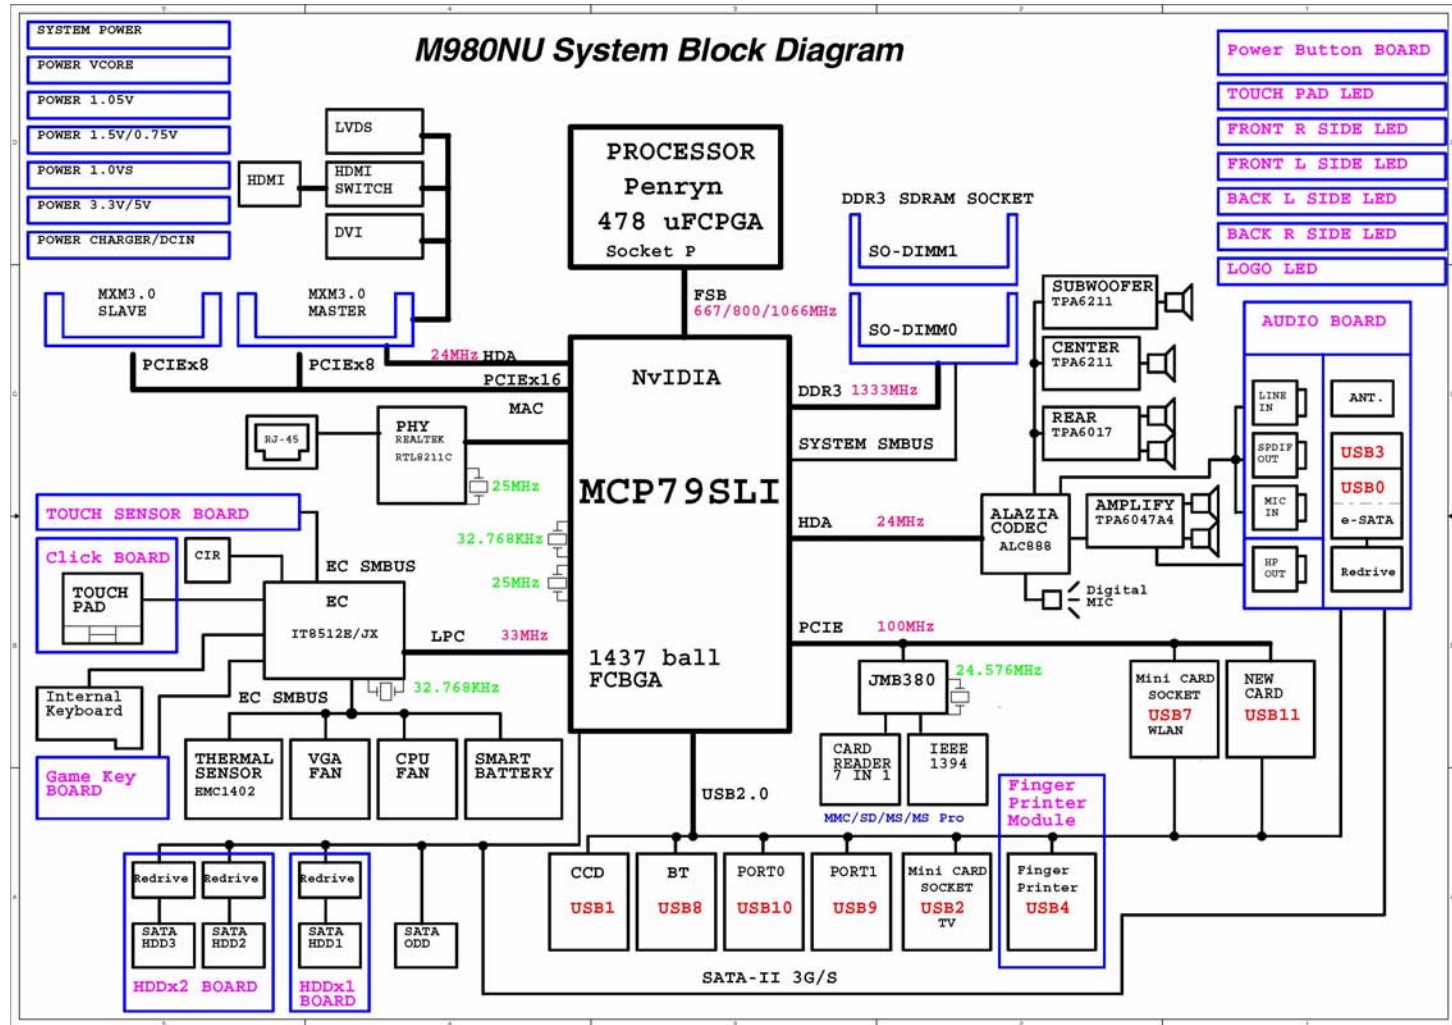 M980NU System Block Diagram
SYSTEM POWER
POWER VCORE
POWER 1.05V
POWER 1.5V/0.75V
POWER 1.0VS
POWER 3.3V/5V
POWER CHARGER/DCIN
LVDS
HDMI
HDMI
SWITCH
DVI
MXM3.0
SLAVE
MXM3.0
MASTER
PROCESSOR
Penryn
478 uFCPGA
Socket P
FSB
667/800/1066MHz
DDR3 SDRAM SOCKET
SO-DIMM1
SO-DIMM0
Power Button BOARD
TOUCH PAD LED
FRONT R SIDE LED
FRONT L SIDE LED
BACK L SIDE LED
BACK R SIDE LED
LOGO LED
PCIEx8
PCIEx8
24MHz HDA
PCIEx16
MAC
NvIDIA
MCP79SLI
1437 ball
FCBGA
DDR3 1333MHz
SYSTEM SMBUS
HDA 24MHz
PCIE 100MHz
SUBWOOFER
TPA6211
CENTER
TPA6211
REAR
TPA6017
ALAZIA
CODEC
ALC888
AMPLIFY
TPA6047A4
Digital
MIC
AUDIO BOARD
LINE
IN
SPDIF
OUT
MIC
IN
HP
OUT
ANT.
USB3
USB0
e-SATA
Redrive
RJ-45
PHY
REALTEK
RTL8211C
25MHz
32.768KHz
25MHz
TOUCH SENSOR BOARD
Click BOARD
TOUCH
PAD
CIR
EC SMBUS
EC
IT8512E/JX
LPC 33MHz
32.768KHz
EC SMBUS
Internal
Keyboard
Game Key
BOARD
THERMAL
SENSOR
EMC1402
VGA
FAN
CPU
FAN
SMART
BATTERY
JMB380
24.576MHz
CARD
READER
7 IN 1
IEEE
1394
MMC/SD/MS/MS Pro
Mini CARD
SOCKET
USB7
WLAN
NEW
CARD
USB11
USB2.0
Finger
Printer
Module
CCD
USB1
BT
USB8
PORT0
USB10
PORT1
USB9
Mini CARD
SOCKET
USB2
TV
Finger
Printer
USB4
Redrive
Redrive
Redrive
SATA
HDD3
SATA
HDD2
SATA
HDD1
SATA
ODD
HDDx2 BOARD
HDDx1
BOARD
SATA-II 3G/S